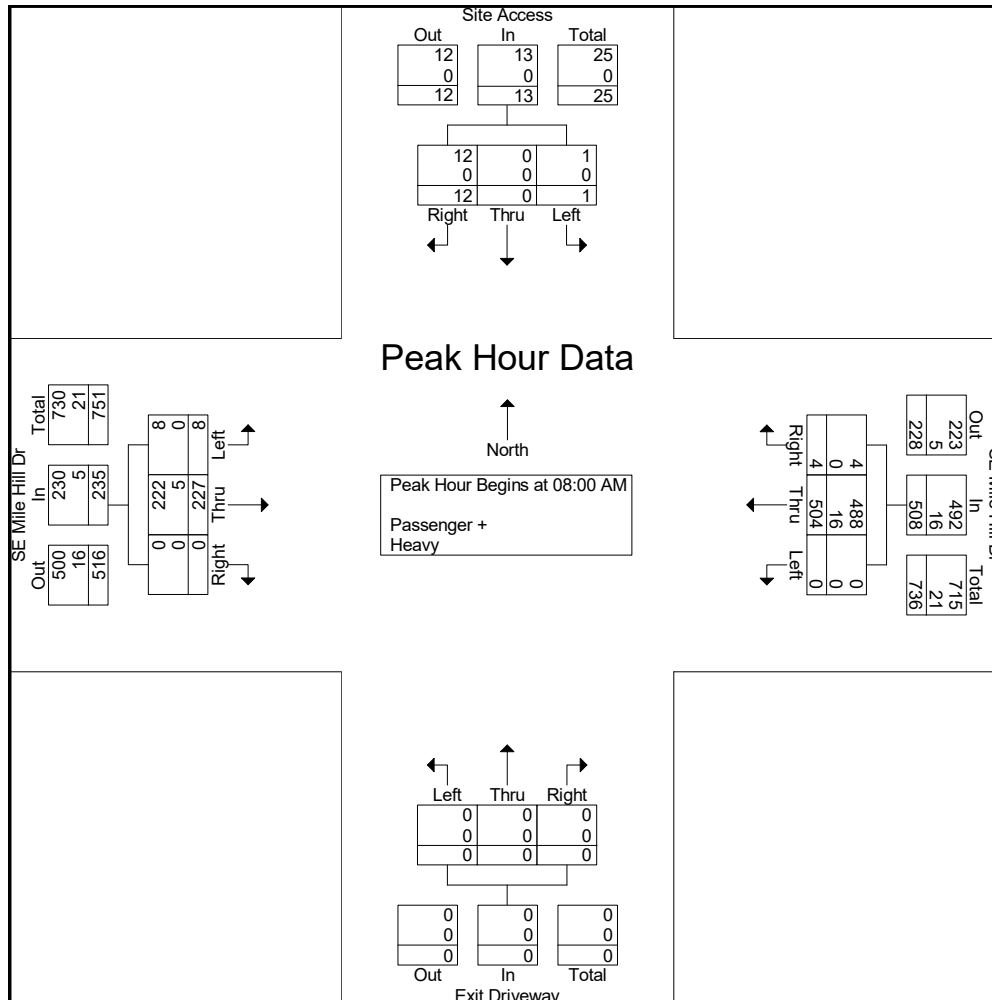 Site Access
Out In Total
12 13 25
0 0 0
12 13 25
12 0 1
0 0 0
12 0 1
Right Thru Left
Peak Hour Data
North
Peak Hour Begins at 08:00 AM
Passenger +
Heavy
SE Mile Hill Dr
Out In Total
500 230 730
16 5 21
516 235 751
Right Thru Left
0 222 8
0 5 0
0 227 8
Out In Total
223 492 715
5 16 21
228 508 736
Right Thru Left
4 488 0
0 16 0
4 504 0
Left Thru Right
0 0 0
0 0 0
0 0 0
0 0 0
0 0 0
0 0 0
Out In Total
Exit Driveway